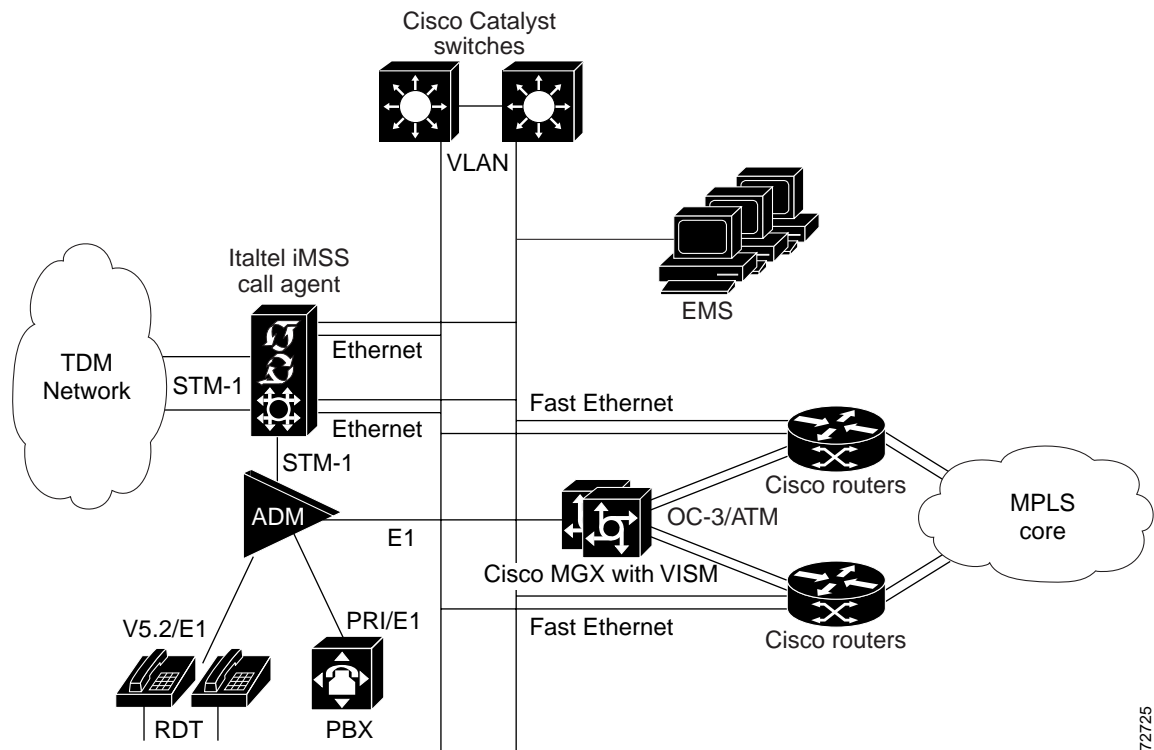 Cisco Catalyst
switches
VLAN
Italtel iMSS
call agent
EMS
TDM
Network
STM-1
Ethernet
Ethernet
Fast Ethernet
STM-1
Cisco routers
ADM
E1
OC-3/ATM
MPLS
core
Cisco MGX with VISM
V5.2/E1
PRI/E1
Fast Ethernet
Cisco routers
RDT
PBX
72725